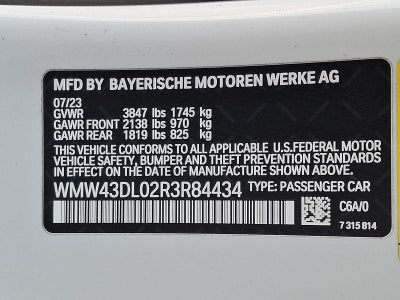 MFD BY BAYERISCHE MOTOREN WERKE AG
07/23
GVWR 3847 lbs 1745 kg
GAWR FRONT 2138 lbs 970 kg
GAWR REAR 1819 lbs 825 kg
THIS VEHICLE CONFORMS TO ALL APPLICABLE U.S.FEDERAL MOTOR
VEHICLE SAFETY, BUMPER AND THEFT PREVENTION STANDARDS
IN EFFECT ON THE DATE OF MANUFACTURE SHOWN ABOVE.
WMW43DL02R3R84434 TYPE: PASSENGER CAR
C6A/0
7 315 814